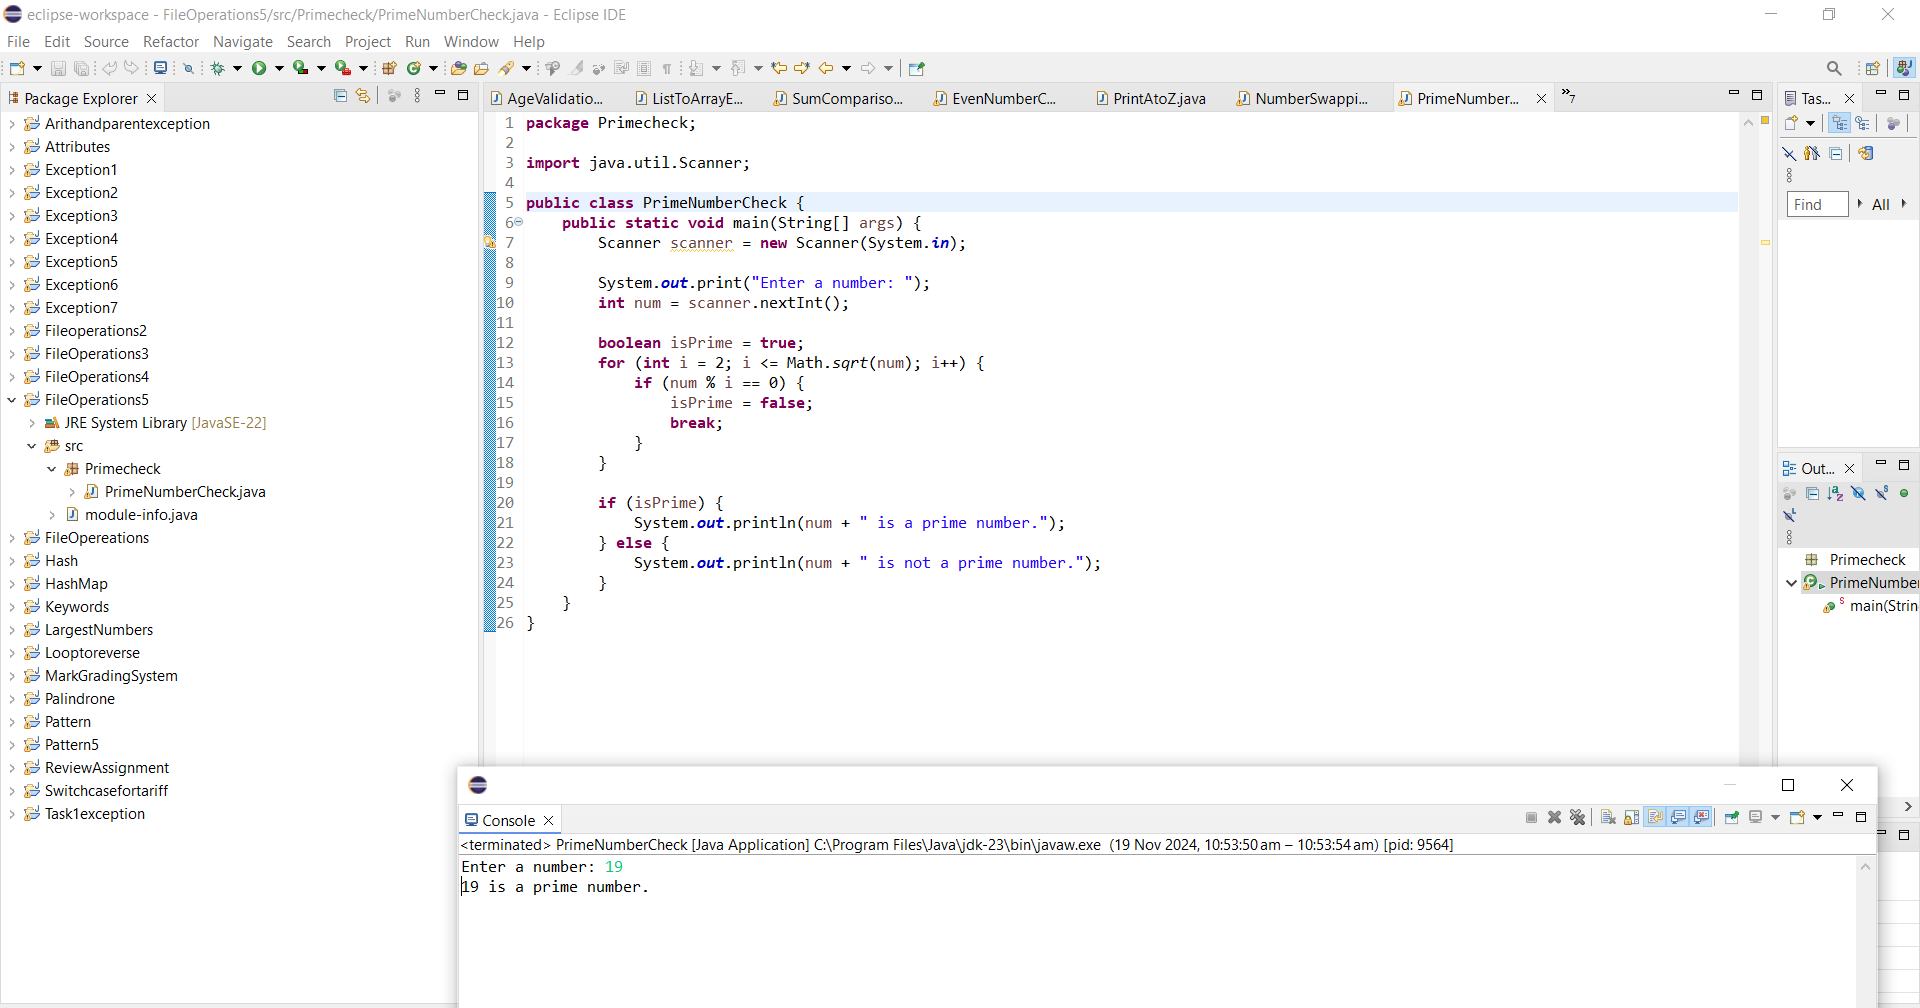 eclipse-workspace - FileOperations5/src/Primecheck/PrimeNumberCheck.java - Eclipse IDE
File Edit Source Refactor Navigate Search Project Run Window Help
Package Explorer
Arithandparentexception
Attributes
Exception1
Exception2
Exception3
Exception4
Exception5
Exception6
Exception7
Fileoperations2
FileOperations3
FileOperations4
FileOperations5
JRE System Library [JavaSE-22]
src
Primecheck
PrimeNumberCheck.java
module-info.java
FileOpereations
Hash
HashMap
Keywords
LargestNumbers
Looptoreverse
MarkGradingSystem
Palindrone
Pattern
Pattern5
ReviewAssignment
Switchcasefortariff
Task1exception
AgeValidatio... ListToArrayE... SumCompariso... EvenNumberC... PrintAtoZ.java NumberSwappi... PrimeNumber... »7
1 package Primecheck;
2
3 import java.util.Scanner;
4
5 public class PrimeNumberCheck {
6 public static void main(String[] args) {
7 Scanner scanner = new Scanner(System.in);
8
9 System.out.print("Enter a number: ");
10 int num = scanner.nextInt();
11
12 boolean isPrime = true;
13 for (int i = 2; i <= Math.sqrt(num); i++) {
14 if (num % i == 0) {
15 isPrime = false;
16 break;
17 }
18 }
19
20 if (isPrime) {
21 System.out.println(num + " is a prime number.");
22 } else {
23 System.out.println(num + " is not a prime number.");
24 }
25 }
26 }
Tas...
Find All
Out...
Primecheck
PrimeNumber
main(Strin
Console
<terminated> PrimeNumberCheck [Java Application] C:\Program Files\Java\jdk-23\bin\javaw.exe (19 Nov 2024, 10:53:50 am – 10:53:54 am) [pid: 9564]
Enter a number: 19
19 is a prime number.